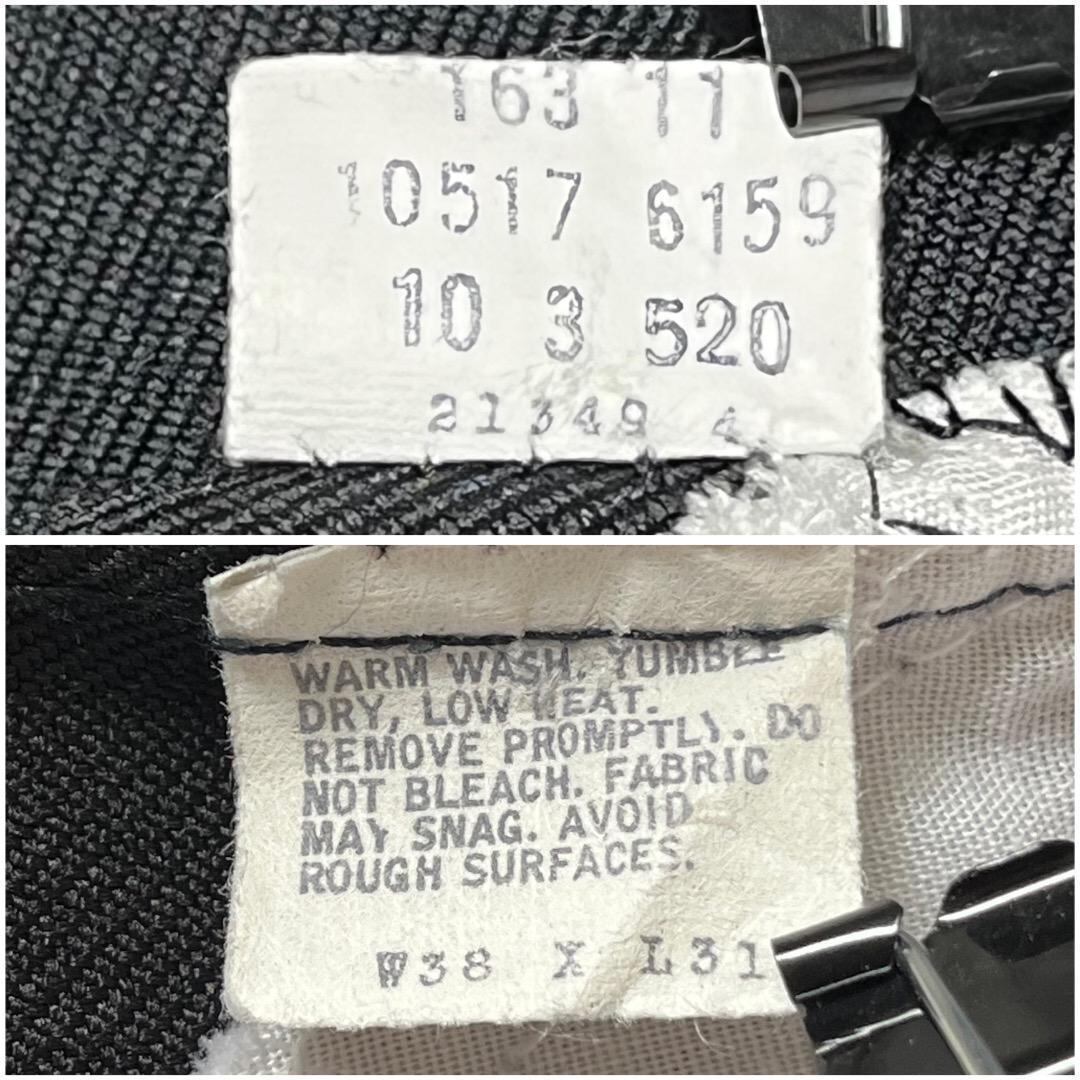 163 11
10517 6159
10 3 520
21349 4
WARM WASH. TUMBLE
DRY, LOW HEAT.
REMOVE PROMPTLY. DO
NOT BLEACH. FABRIC
MAY SNAG. AVOID
ROUGH SURFACES.
W38 X L31